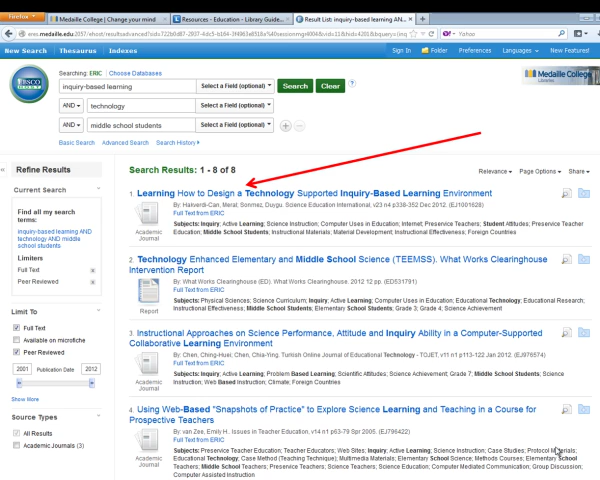 Firefox
Medaille College | Change your mind
Resources - Education - Library Guide...
Result List: inquiry-based learning AN...
eres.medaille.edu:2057/ehost/resultsadvanced?sid=
Yahoo
New Search Thesaurus Indexes
Sign In Folder Preferences Languages New Featured!
EBSCO HOST
Searching: ERIC Choose Databases
inquiry-based learning Select a Field (optional) Search Clear
AND technology Select a Field (optional)
AND middle school students Select a Field (optional)
Basic Search Advanced Search Search History
Medaille College
Libraries
Refine Results
Current Search
Find all my search terms:
inquiry-based learning AND
technology AND middle
school students
Limiters
Full Text
Peer Reviewed
Limit To
Full Text
Available on microfiche
Peer Reviewed
2001 Publication Date 2012
Show More
Source Types
All Results
Academic Journals (3)
Search Results: 1 - 8 of 8
Relevance Page Options Share
1. Learning How to Design a Technology Supported Inquiry-Based Learning Environment
By: Hakverdi-Can, Meral; Sonmez, Duygu. Science Education International, v23 n4 p338-352 Dec 2012. (EJ1001628)
Full Text from ERIC
Academic Journal
Subjects: Inquiry; Active Learning; Science Instruction; Computer Uses in Education; Internet; Preservice Teachers; Student Attitudes; Preservice Teacher
Education; Middle School Students; Instructional Materials; Material Development; Instructional Effectiveness; Foreign Countries
2. Technology Enhanced Elementary and Middle School Science (TEEMSS). What Works Clearinghouse
Intervention Report
By: What Works Clearinghouse (ED). What Works Clearinghouse. 2012 12 pp. (ED531791)
Full Text from ERIC
Report
Subjects: Physical Sciences; Science Curriculum; Inquiry; Active Learning; Computer Uses in Education; Educational Technology; Educational Research;
Instructional Effectiveness; Middle School Students; Elementary School Students; Grade 3; Grade 4; Science Achievement
3. Instructional Approaches on Science Performance, Attitude and Inquiry Ability in a Computer-Supported
Collaborative Learning Environment
By: Chen, Ching-Huei; Chen, Chia-Ying. Turkish Online Journal of Educational Technology - TOJET, v11 n1 p113-122 Jan 2012. (EJ976574)
Full Text from ERIC
Academic Journal
Subjects: Inquiry; Active Learning; Problem Based Learning; Scientific Attitudes; Science Achievement; Grade 7; Middle School Students; Science
Instruction; Web Based Instruction; Climate; Foreign Countries
4. Using Web-Based "Snapshots of Practice" to Explore Science Learning and Teaching in a Course for
Prospective Teachers
By: van Zee, Emily H.. Issues in Teacher Education, v14 n1 p63-79 Spr 2005. (EJ796422)
Full Text from ERIC
Academic Journal
Subjects: Preservice Teacher Education; Teacher Educators; Web Sites; Inquiry; Active Learning; Science Instruction; Case Studies; Protocol Materials;
Educational Technology; Case Method (Teaching Technique); Multimedia Materials; Elementary School Science; Methods Courses; Elementary School
Teachers; Middle School Teachers; Preservice Teachers; Science Teachers; Science Education; Computer Mediated Communication; Group Discussion;
Computer Assisted Instruction